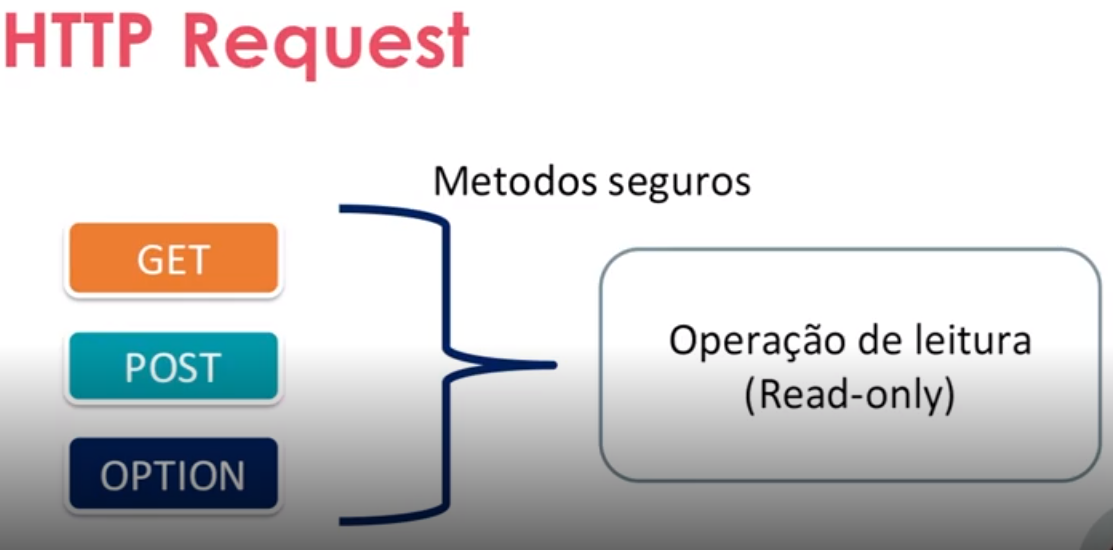 HTTP Request
Metodos seguros
GET
POST
OPTION
Operação de leitura
(Read-only)